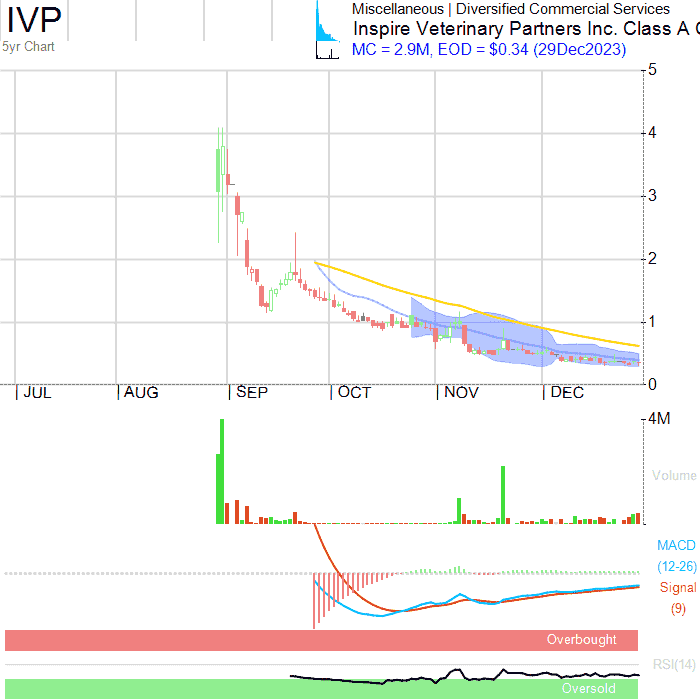 IVP
5yr Chart
Miscellaneous | Diversified Commercial Services
Inspire Veterinary Partners Inc. Class A
MC = 2.9M, EOD = $0.34 (29Dec2023)
5
4
3
2
1
0
JUL AUG SEP OCT NOV DEC
4M
Volume
MACD
(12-26)
Signal
(9)
Overbought
RSI(14)
Oversold